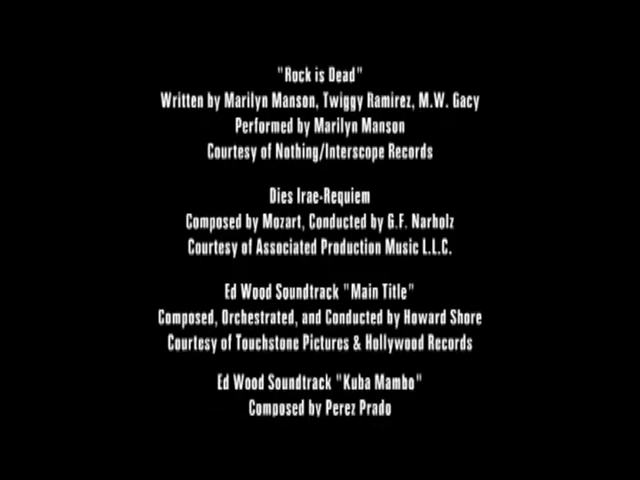 "Rock is Dead"
Written by Marilyn Manson, Twiggy Ramirez, M.W. Gacy
Performed by Marilyn Manson
Courtesy of Nothing/Interscope Records
Dies Irae-Requiem
Composed by Mozart, Conducted by G.F. Narholz
Courtesy of Associated Production Music L.L.C.
Ed Wood Soundtrack "Main Title"
Composed, Orchestrated, and Conducted by Howard Shore
Courtesy of Touchstone Pictures & Hollywood Records
Ed Wood Soundtrack "Kuba Mambo"
Composed by Perez Prado